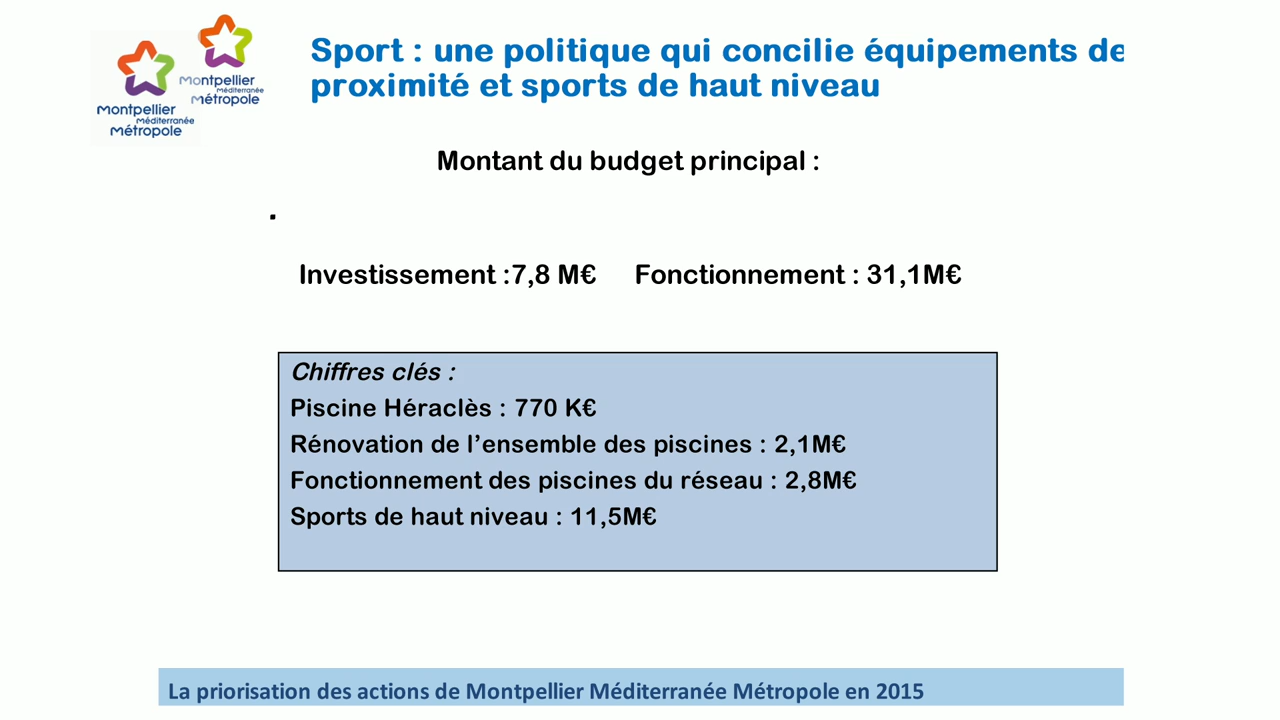 montpellier
méditerranée
métropole
montpellier
méditerranée
métropole
Sport : une politique qui concilie équipements de
proximité et sports de haut niveau
Montant du budget principal :
.
Investissement :7,8 M€ Fonctionnement : 31,1M€
Chiffres clés :
Piscine Héraclès : 770 K€
Rénovation de l’ensemble des piscines : 2,1M€
Fonctionnement des piscines du réseau : 2,8M€
Sports de haut niveau : 11,5M€
La priorisation des actions de Montpellier Méditerranée Métropole en 2015